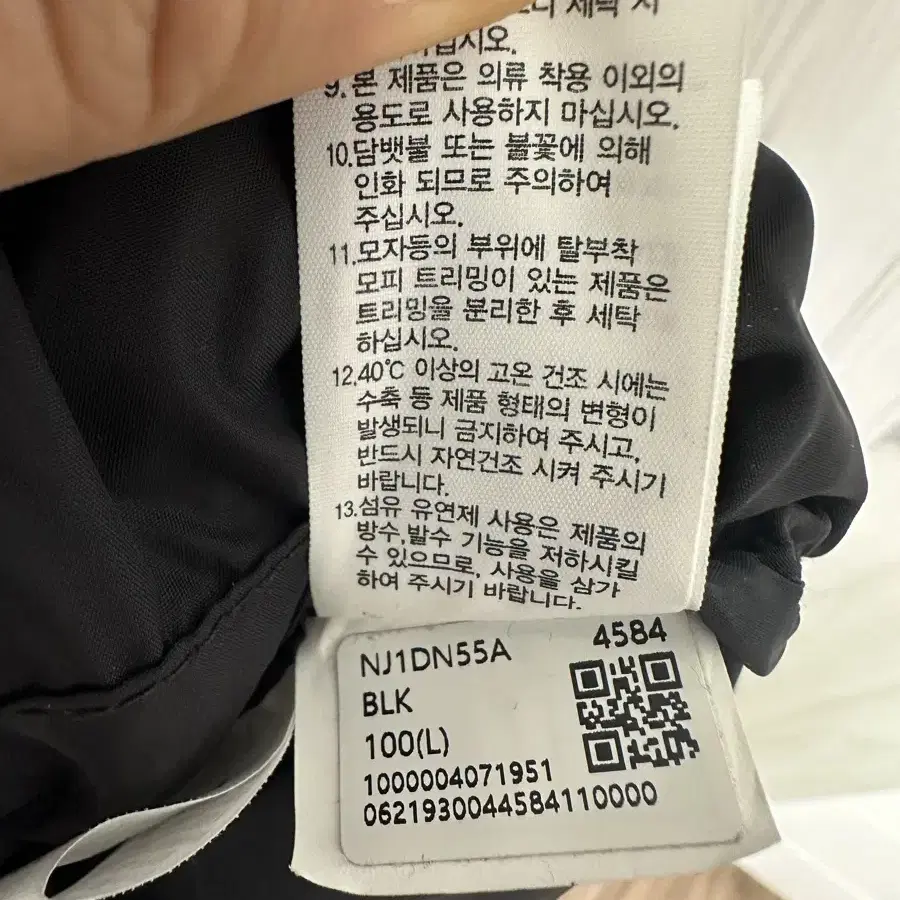 세탁 시
마십시오.
9.본 제품은 의류 착용 이외의
용도로 사용하지 마십시오.
10.담뱃불 또는 불꽃에 의해
인화 되므로 주의하여
주십시오.
11.모자등의 부위에 탈부착
모피 트리밍이 있는 제품은
트리밍을 분리한 후 세탁
하십시오.
12.40℃ 이상의 고온 건조 시에는
수축 등 제품 형태의 변형이
발생되니 금지하여 주시고,
반드시 자연건조 시켜 주시기
바랍니다.
13.섬유 유연제 사용은 제품의
방수,발수 기능을 저하시킬
수 있으므로, 사용을 삼가
하여 주시기 바랍니다.
4584
NJ1DN55A
BLK
100(L)
1000004071951
0621930044584110000